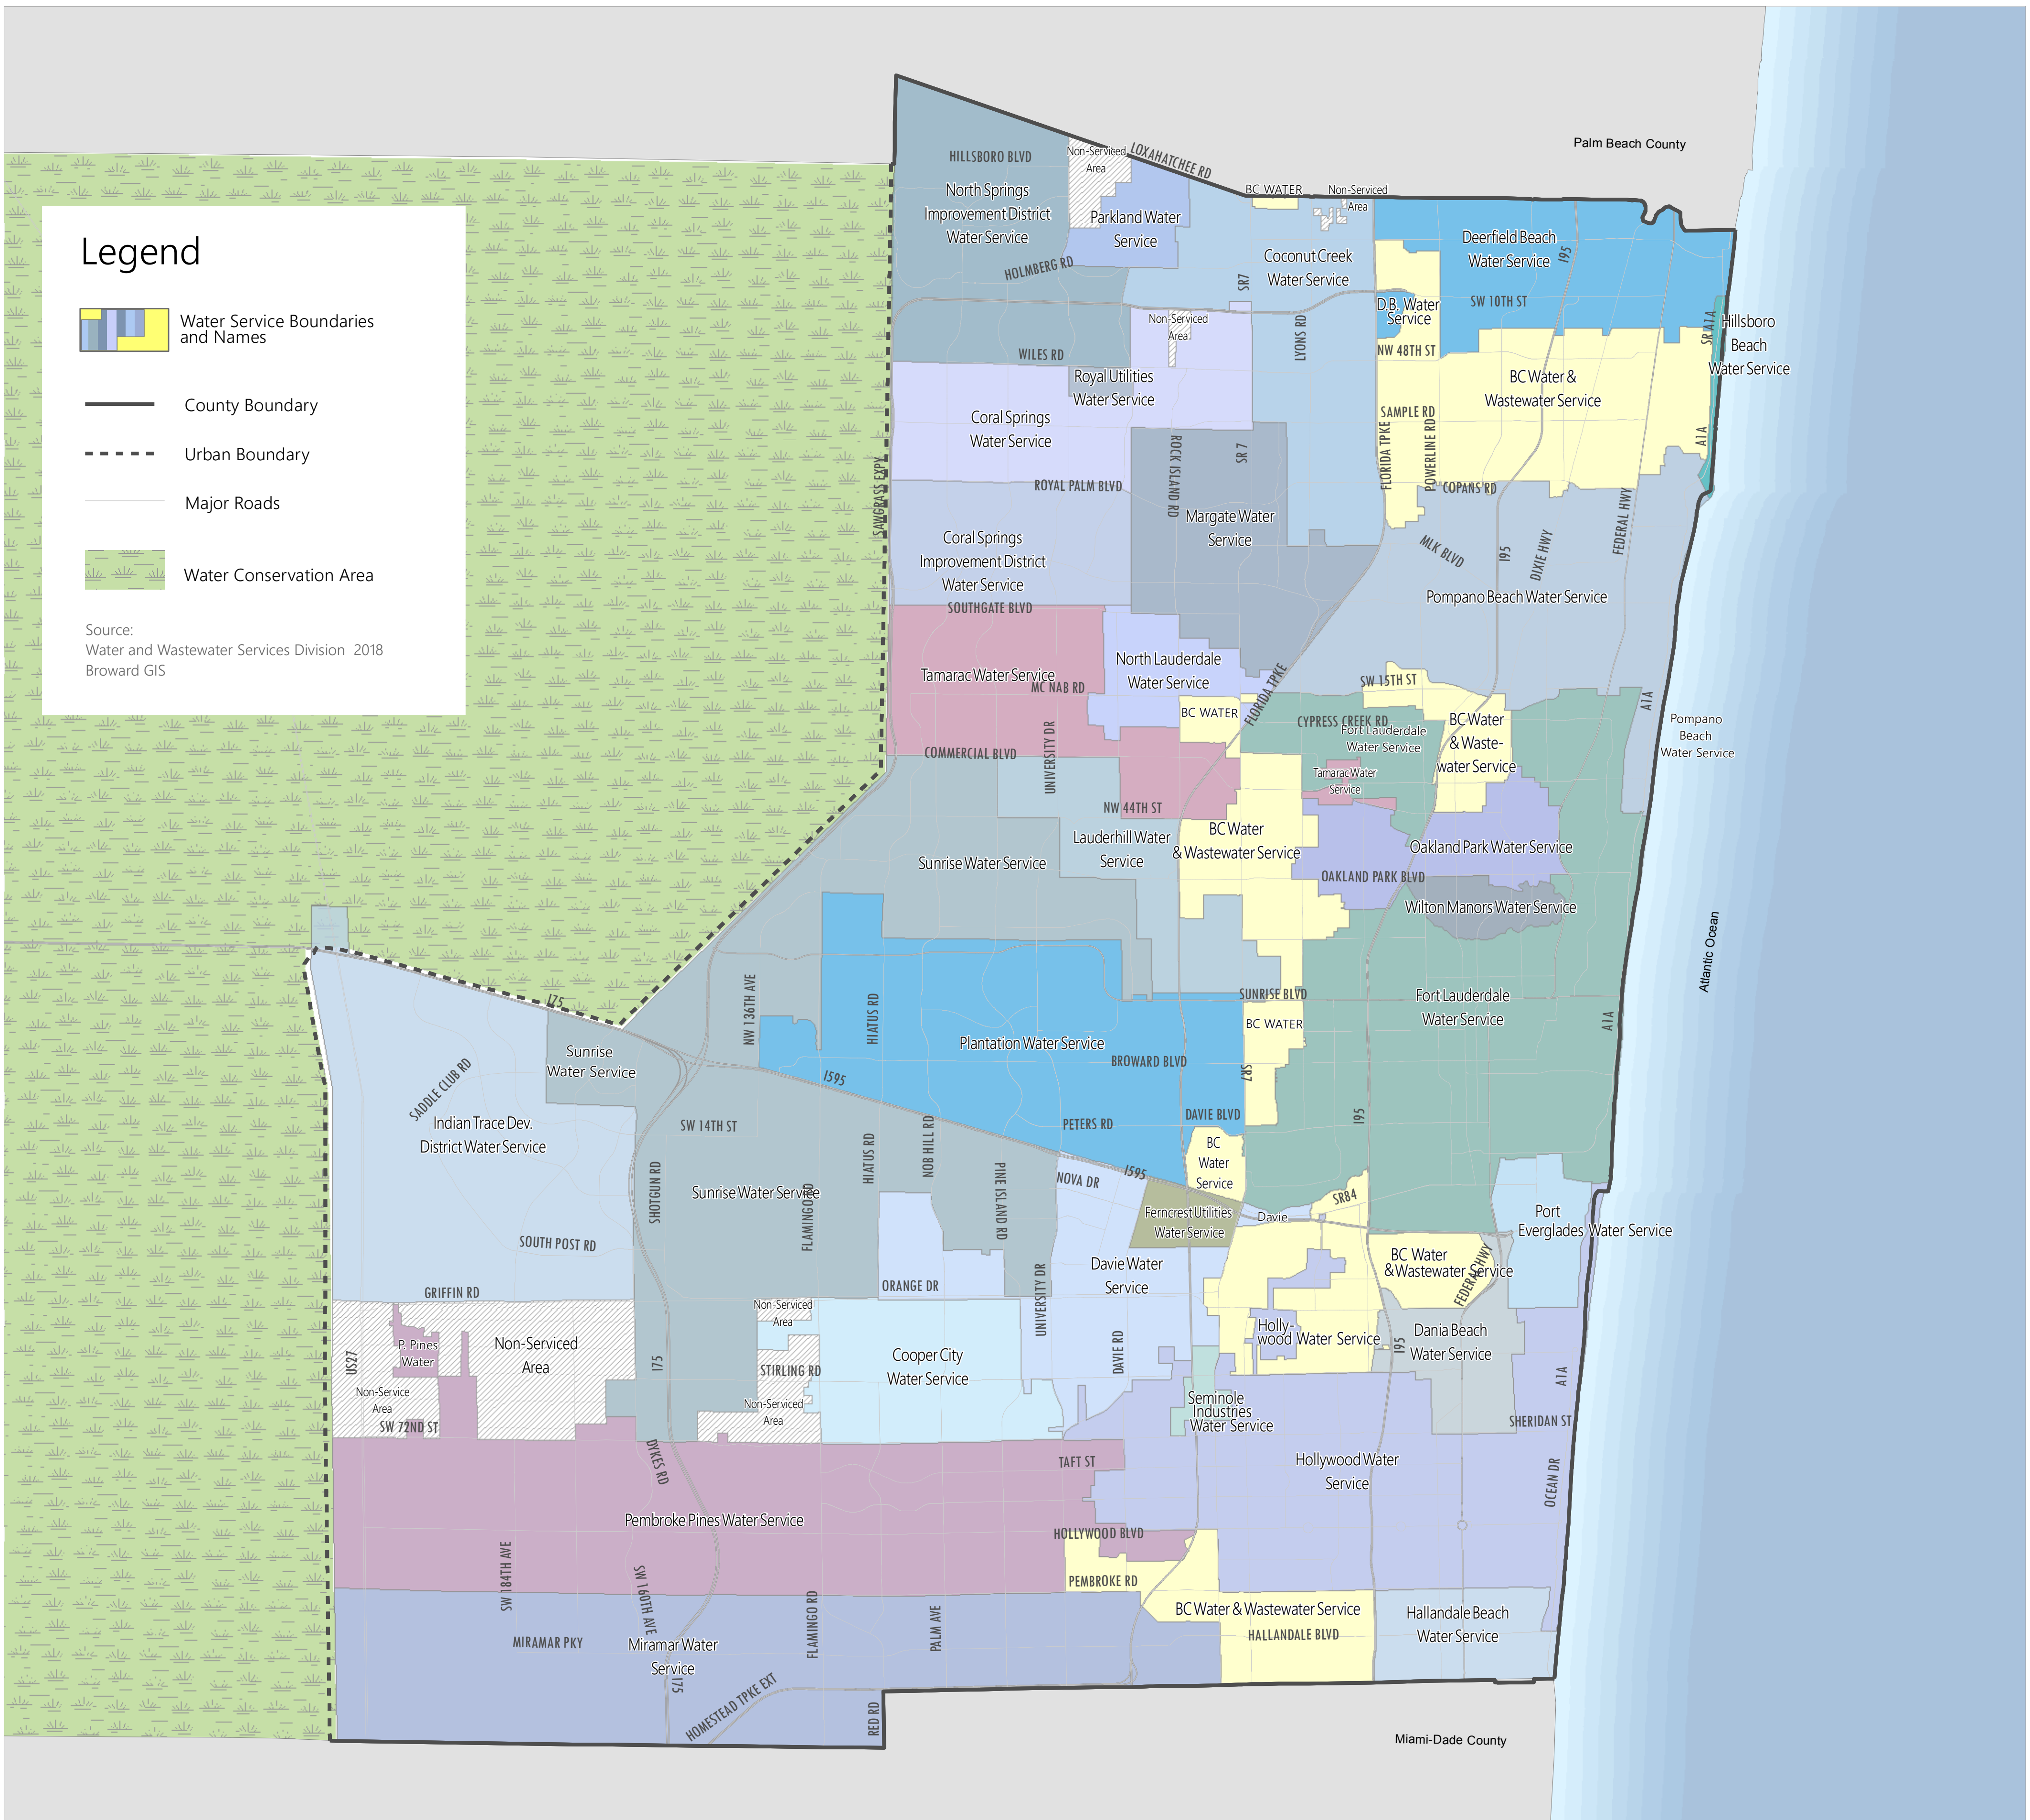 Palm Beach County
LOXAHATCHEE RD
HILLSBORO BLVD
Non-Serviced
Area
BC WATER
Non-Serviced
Area
North Springs
Improvement District
Water Service
Parkland Water
Service
Coconut Creek
Water Service
Deerfield Beach
Water Service
I95
HOLMBERG RD
SR7
D.B. Water
Service
SW 10TH ST
SR A1A
Hillsboro
Beach
Water Service
Legend
Water Service Boundaries
and Names
County Boundary
Urban Boundary
Major Roads
Water Conservation Area
Source:
Water and Wastewater Services Division 2018
Broward GIS
Non-Serviced
Area
LYONS RD
NW 48TH ST
WILES RD
Royal Utilities
Water Service
BC Water &
Wastewater Service
Coral Springs
Water Service
SAMPLE RD
FLORIDA TPKE
POWERLINE RD
A1A
ROCK ISLAND RD
SR 7
SAWGRASS EXPY
ROYAL PALM BLVD
COPANS RD
Margate Water
Service
Coral Springs
Improvement District
Water Service
MLK BLVD
I95
DIXIE HWY
FEDERAL HWY
Pompano Beach Water Service
SOUTHGATE BLVD
Tamarac Water Service
MC NAB RD
North Lauderdale
Water Service
FLORIDA TPKE
SW 15TH ST
A1A
BC WATER
CYPRESS CREEK RD
Fort Lauderdale
Water Service
BC Water
& Waste-
water Service
Pompano
Beach
Water Service
COMMERCIAL BLVD
UNIVERSITY DR
Tamarac Water
Service
NW 44TH ST
Lauderhill Water
Service
BC Water
& Wastewater Service
Sunrise Water Service
Oakland Park Water Service
OAKLAND PARK BLVD
Wilton Manors Water Service
Atlantic Ocean
I75
NW 136TH AVE
HIATUS RD
SUNRISE BLVD
Fort Lauderdale
Water Service
A1A
BC WATER
Plantation Water Service
BROWARD BLVD
SR7
Sunrise
Water Service
I595
SADDLE CLUB RD
Indian Trace Dev.
District Water Service
SW 14TH ST
PETERS RD
DAVIE BLVD
I95
HIATUS RD
NOB HILL RD
PINE ISLAND RD
BC
Water
Service
I595
NOVA DR
SHOTGUN RD
Sunrise Water Service
FLAMINGO RD
SR84
Ferncrest Utilities
Water Service
Davie
Port
Everglades Water Service
SOUTH POST RD
Davie Water
Service
BC Water
&Wastewater Service
FEDERAL HWY
GRIFFIN RD
ORANGE DR
UNIVERSITY DR
Non-Serviced
Area
P. Pines
Water
Non-Serviced
Area
US27
I75
STIRLING RD
Cooper City
Water Service
DAVIE RD
Holly-
wood Water Service
I95
Dania Beach
Water Service
A1A
Non-Service
Area
Non-Serviced
Area
SW 72ND ST
Seminole
Industries
Water Service
SHERIDAN ST
DYKES RD
TAFT ST
Hollywood Water
Service
OCEAN DR
Pembroke Pines Water Service
HOLLYWOOD BLVD
SW 184TH AVE
SW 160TH AVE
PEMBROKE RD
FLAMINGO RD
PALM AVE
BC Water & Wastewater Service
Hallandale Beach
Water Service
HALLANDALE BLVD
MIRAMAR PKY
Miramar Water
Service
I75
HOMESTEAD TPKE EXT
RED RD
Miami-Dade County